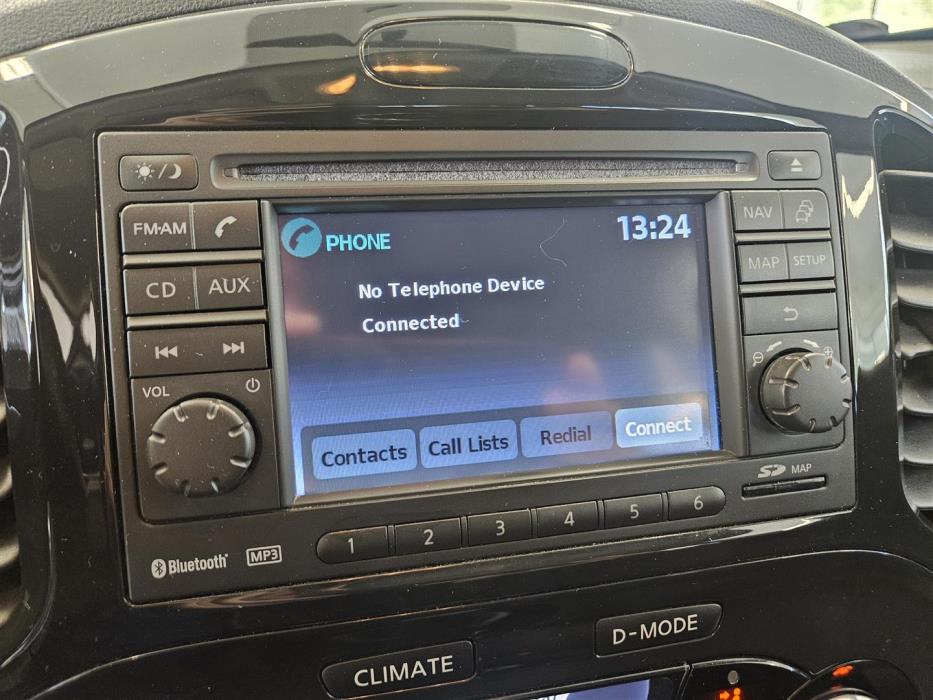 FM·AM
CD
AUX
VOL
PHONE
13:24
No Telephone Device
Connected
Contacts
Call Lists
Redial
Connect
NAV
MAP
SETUP
SD MAP
1
2
3
4
5
6
Bluetooth
MP3
CLIMATE
D-MODE